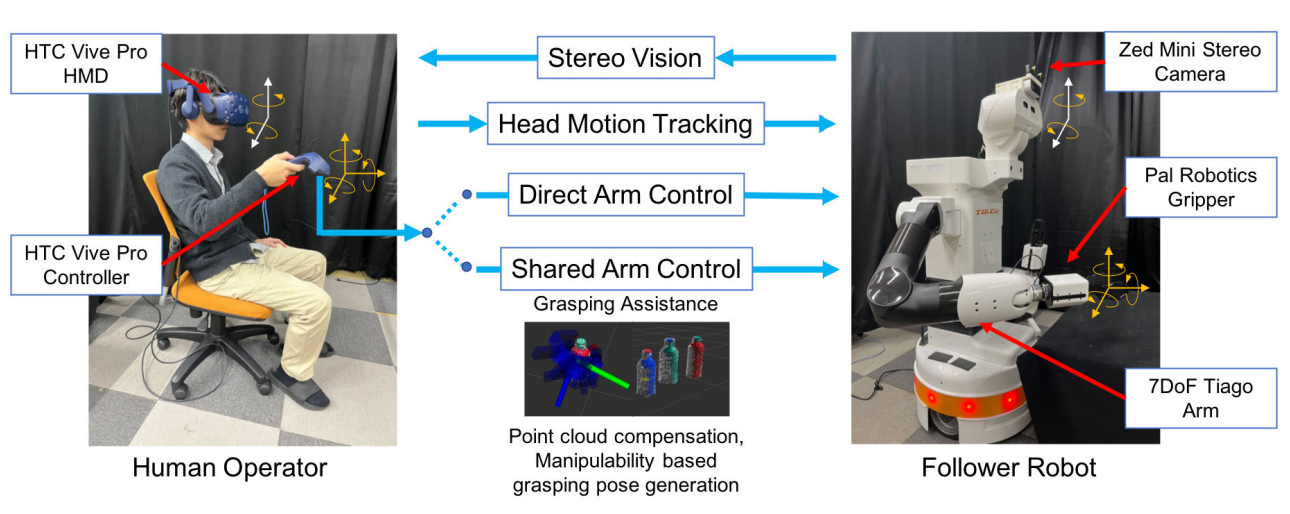 HTC Vive Pro
HMD
HTC Vive Pro
Controller
Human Operator
Stereo Vision
Head Motion Tracking
Direct Arm Control
Shared Arm Control
Grasping Assistance
Point cloud compensation,
Manipulability based
grasping pose generation
Zed Mini Stereo
Camera
Pal Robotics
Gripper
TIAGo
7DoF Tiago
Arm
Follower Robot